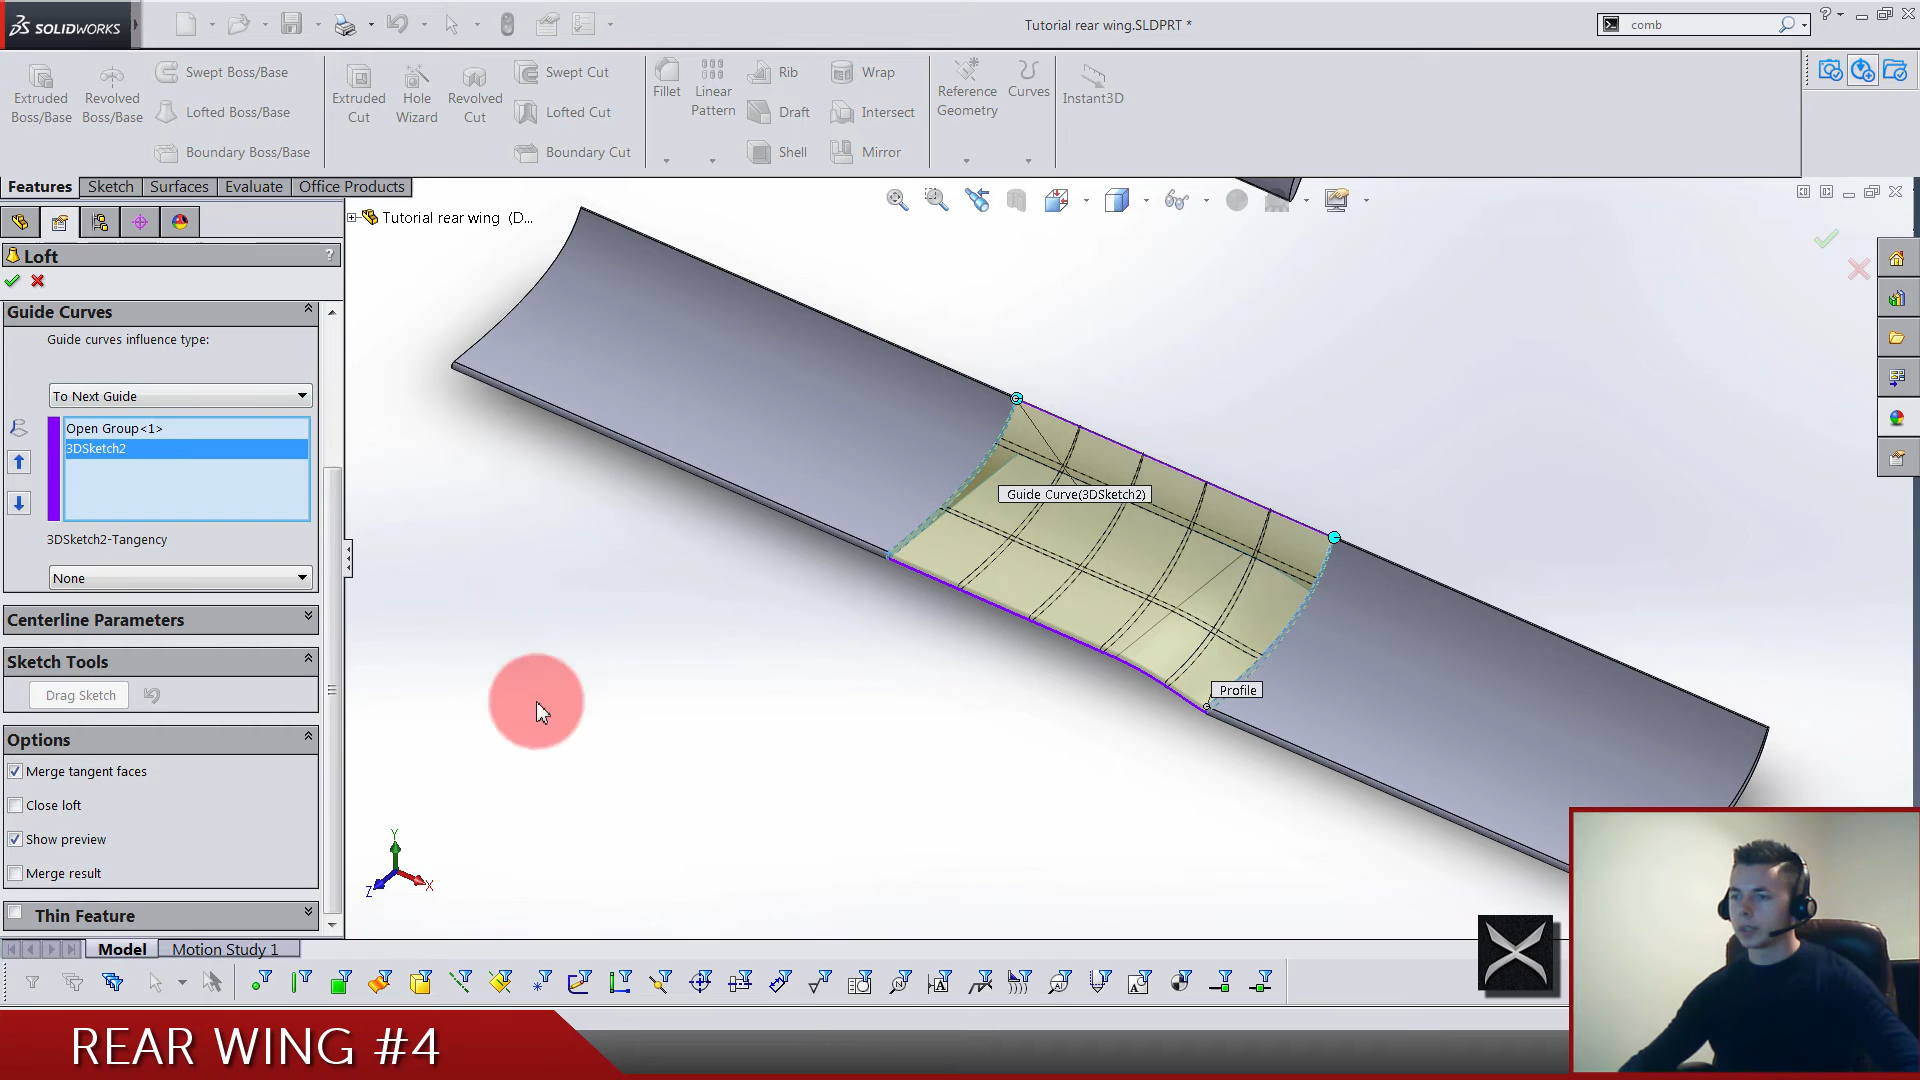 SOLIDWORKS
Tutorial rear wing.SLDPRT *
comb
Extruded Boss/Base
Revolved Boss/Base
Swept Boss/Base
Lofted Boss/Base
Boundary Boss/Base
Extruded Cut
Hole Wizard
Revolved Cut
Swept Cut
Lofted Cut
Boundary Cut
Fillet
Linear Pattern
Rib
Draft
Shell
Wrap
Intersect
Mirror
Reference Geometry
Curves
Instant3D
Features
Sketch
Surfaces
Evaluate
Office Products
Tutorial rear wing (D...
Loft
?
Guide Curves
Guide curves influence type:
To Next Guide
Open Group<1>
3DSketch2
3DSketch2-Tangency
None
Centerline Parameters
Sketch Tools
Drag Sketch
Options
Merge tangent faces
Close loft
Show preview
Merge result
Thin Feature
Guide Curve(3DSketch2)
Profile
Y
Z
X
Model
Motion Study 1
REAR WING #4